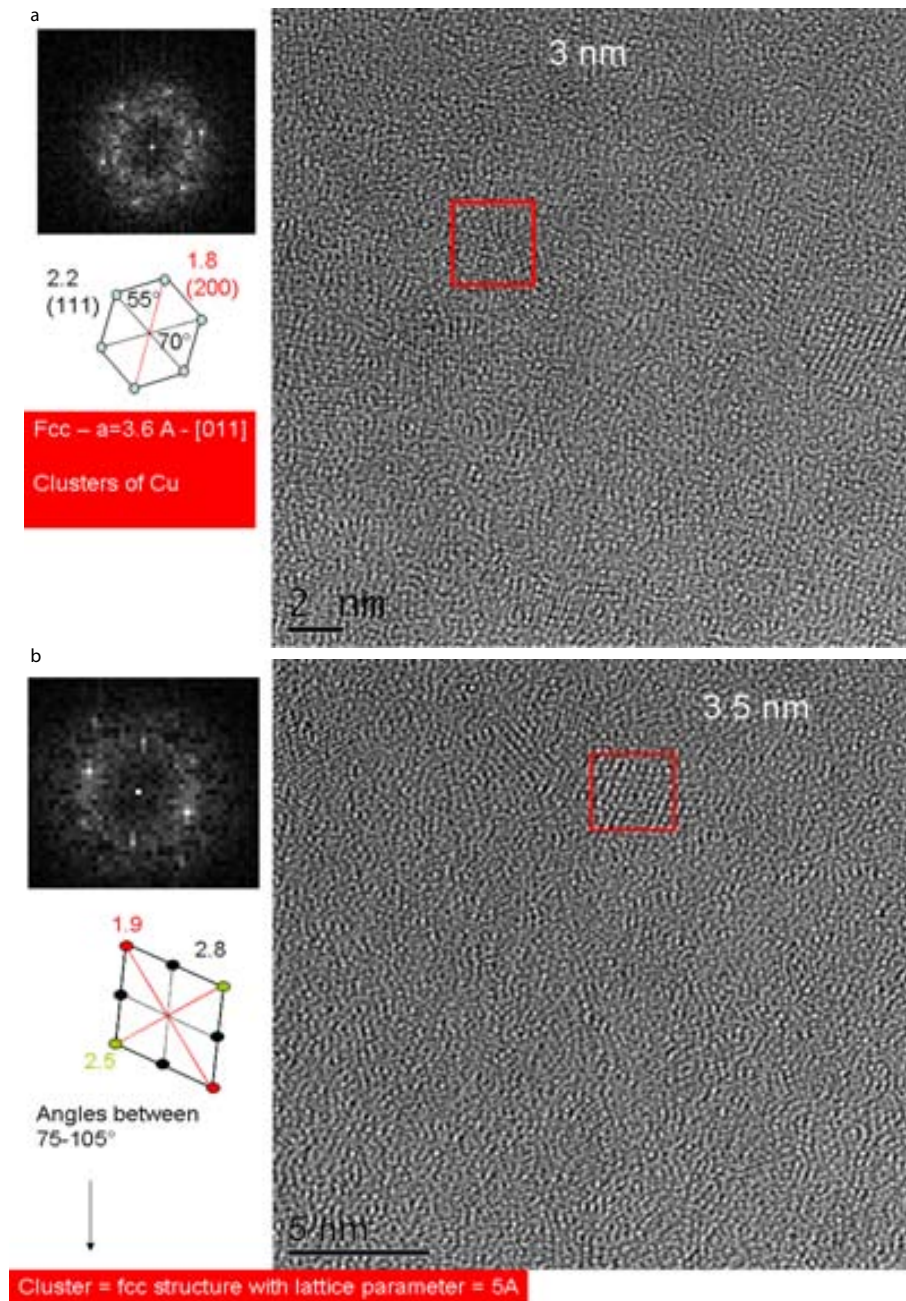 a
3 nm
2.2
(111)
1.8
(200)
55°
70°
Fcc – a=3.6 A - [011]
Clusters of Cu
2 nm
b
3.5 nm
1.9
2.8
2.5
Angles between
75-105°
5 nm
Cluster = fcc structure with lattice parameter = 5A